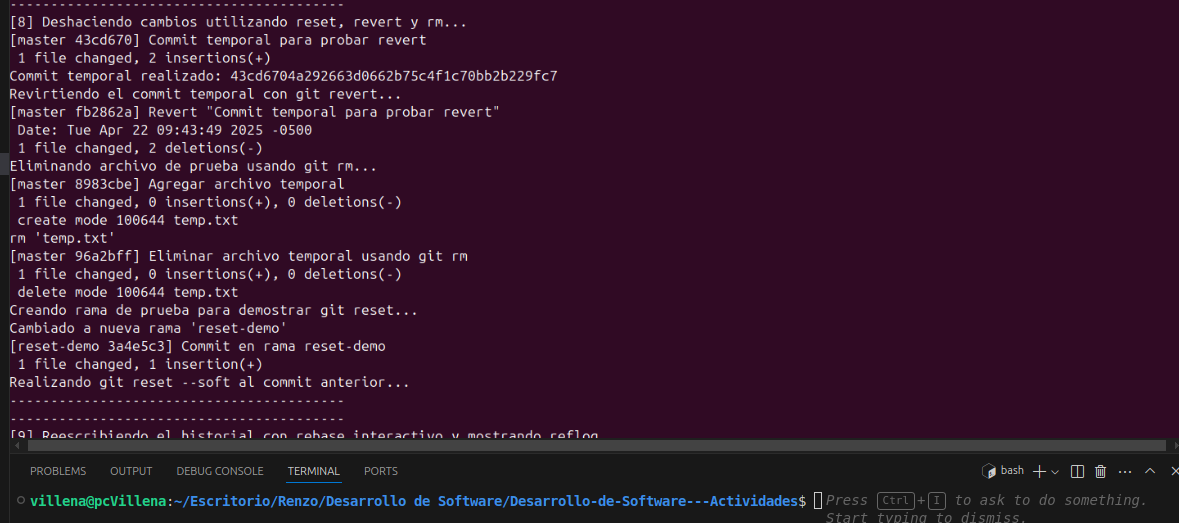 -----------------------------------------
[8] Deshaciendo cambios utilizando reset, revert y rm...
[master 43cd670] Commit temporal para probar revert
 1 file changed, 2 insertions(+)
Commit temporal realizado: 43cd6704a292663d0662b75c4f1c70bb2b229fc7
Revirtiendo el commit temporal con git revert...
[master fb2862a] Revert "Commit temporal para probar revert"
 Date: Tue Apr 22 09:43:49 2025 -0500
 1 file changed, 2 deletions(-)
Eliminando archivo de prueba usando git rm...
[master 8983cbe] Agregar archivo temporal
 1 file changed, 0 insertions(+), 0 deletions(-)
 create mode 100644 temp.txt
rm 'temp.txt'
[master 96a2bff] Eliminar archivo temporal usando git rm
 1 file changed, 0 insertions(+), 0 deletions(-)
 delete mode 100644 temp.txt
Creando rama de prueba para demostrar git reset...
Cambiado a nueva rama 'reset-demo'
[reset-demo 3a4e5c3] Commit en rama reset-demo
 1 file changed, 1 insertion(+)
Realizando git reset --soft al commit anterior...
-----------------------------------------
-----------------------------------------
[9] Reescribiendo el historial con rebase interactivo y mostrando reflog
PROBLEMS OUTPUT DEBUG CONSOLE TERMINAL PORTS bash
villena@pcVillena:~/Escritorio/Renzo/Desarrollo de Software/Desarrollo-de-Software---Actividades$ Press Ctrl+I to ask to do something.
Start typing to dismiss.